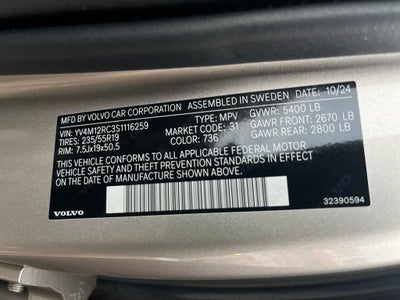 MFD. BY VOLVO CAR CORPORATION ASSEMBLED IN SWEDEN 10/24
VIN: YV4M12RC3S1116259 TYPE: MPV GVWR: 5400 LB
TIRES: 235/55R19 MARKET CODE: 31 GAWR FRONT: 2670 LB
RIM: 7.5Jx19x50.5 COLOR: 736 GAWR REAR: 2800 LB
THIS VEHICLE CONFORMS TO ALL APPLICABLE FEDERAL MOTOR
VEHICLE SAFETY AND THEFT PREVENTION STANDARDS IN EFFECT
ON THE DATE OF MANUFACTURE SHOWN ABOVE.
VOLVO 32390594